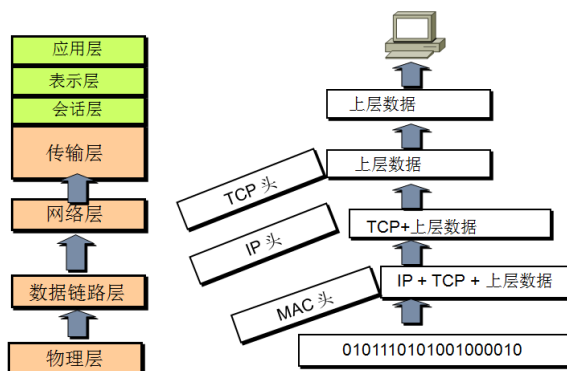 应用层
表示层
会话层
传输层
网络层
数据链路层
物理层
上层数据
上层数据
TCP 头
TCP+上层数据
IP 头
IP + TCP + 上层数据
MAC 头
0101110101001000010